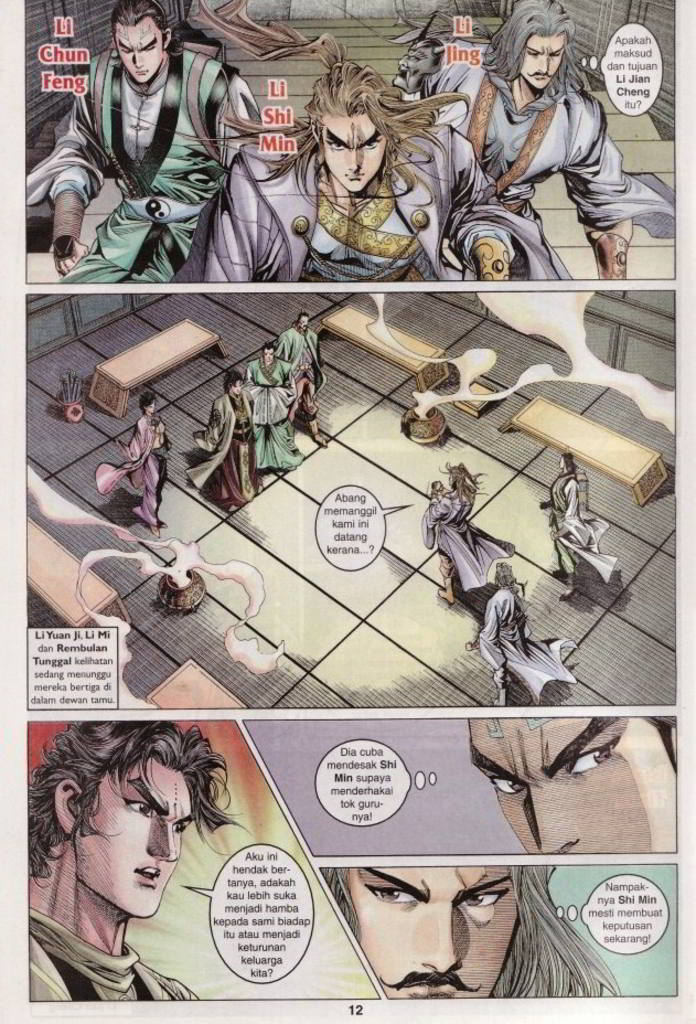 Li
Chun
Feng
Li
Shi
Min
Li
Jing
Apakah
maksud
dan tujuan
Li Jian
Cheng
itu?
Abang
memanggil
kami ini
datang
kerana...?
Li Yuan Ji, Li Mi
dan Rembulan
Tunggal kelihatan
sedang menunggu
mereka bertiga di
dalam dewan tamu.
Dia cuba
mendesak Shi
Min supaya
menderhakai
tok guru-
nya!
Aku ini
hendak ber-
tanya, adakah
kau lebih suka
menjadi hamba
kepada sami biadap
itu atau menjadi
keturunan
keluarga
kita?
Nampak-
nya Shi Min
mesti membuat
keputusan
sekarang!
12